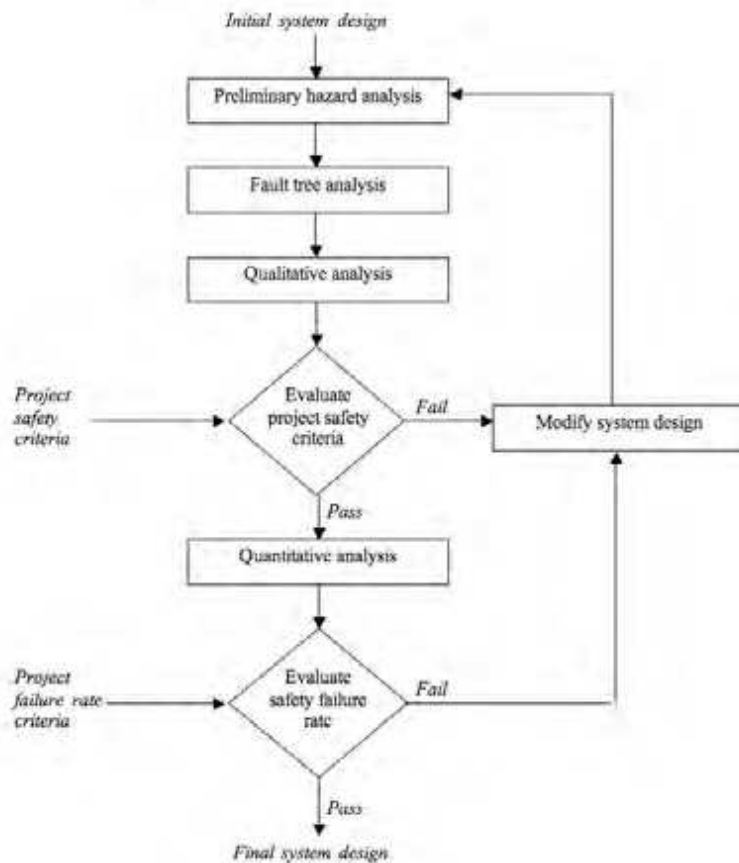 Initial system design
Preliminary hazard analysis
Fault tree analysis
Qualitative analysis
Project
safety
criteria
Evaluate
project safety
criteria
Fail
Modify system design
Pass
Quantitative analysis
Project
failure rate
criteria
Evaluate
safety failure
rate
Fail
Pass
Final system design